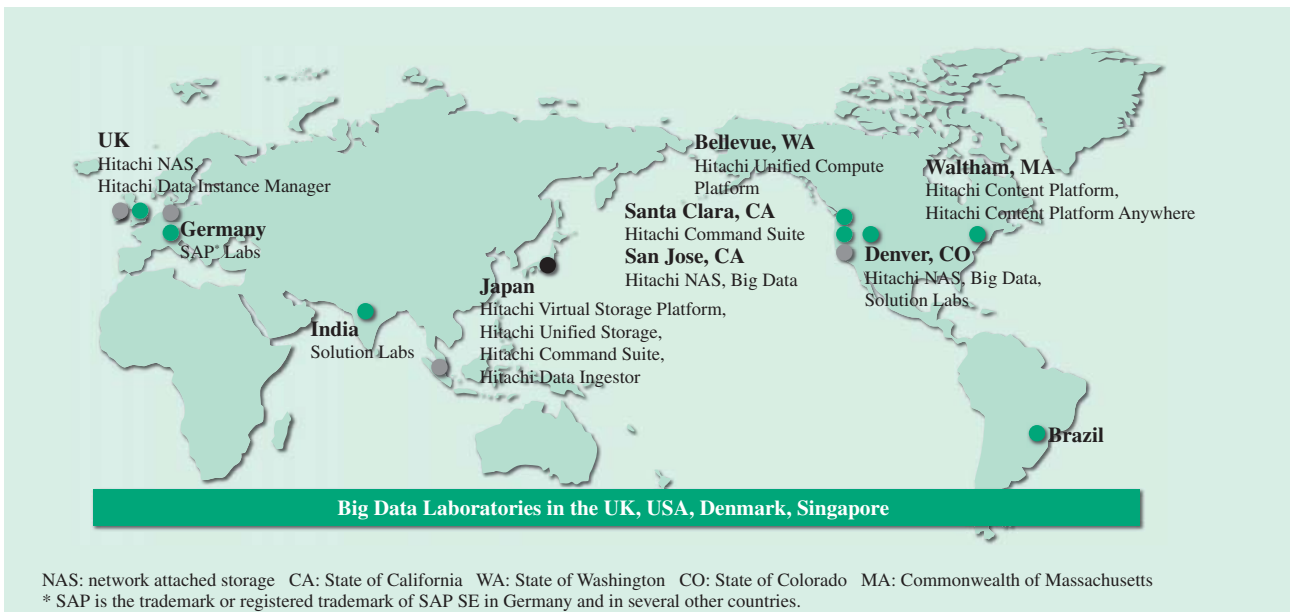 UK
Hitachi NAS,
Hitachi Data Instance Manager
Germany
SAP* Labs
India
Solution Labs
Japan
Hitachi Virtual Storage Platform,
Hitachi Unified Storage,
Hitachi Command Suite,
Hitachi Data Ingestor
Bellevue, WA
Hitachi Unified Compute
Platform
Santa Clara, CA
Hitachi Command Suite
San Jose, CA
Hitachi NAS, Big Data
Waltham, MA
Hitachi Content Platform,
Hitachi Content Platform Anywhere
Denver, CO
Hitachi NAS, Big Data,
Solution Labs
Brazil
Big Data Laboratories in the UK, USA, Denmark, Singapore
NAS: network attached storage CA: State of California WA: State of Washington CO: State of Colorado MA: Commonwealth of Massachusetts
* SAP is the trademark or registered trademark of SAP SE in Germany and in several other countries.